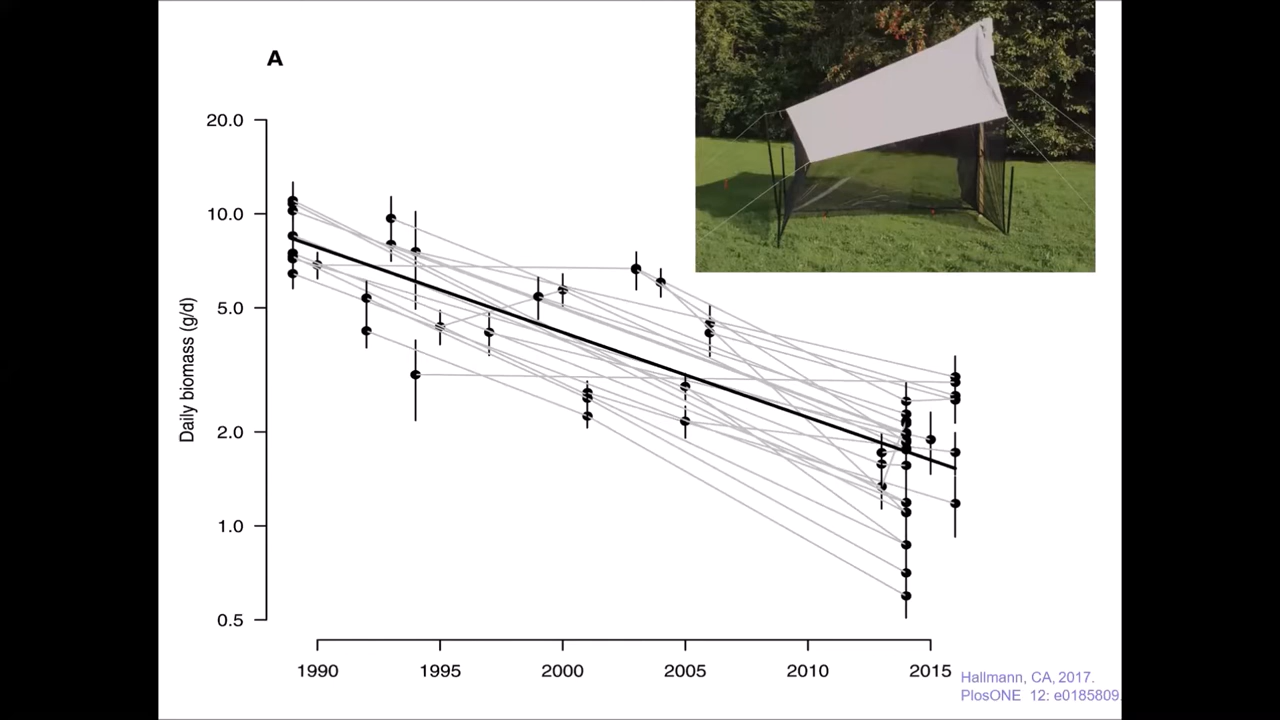 A
20.0
10.0
5.0
2.0
1.0
0.5
Daily biomass (g/d)
1990 1995 2000 2005 2010 2015
Hallmann, CA, 2017.
PlosONE 12: e0185809.